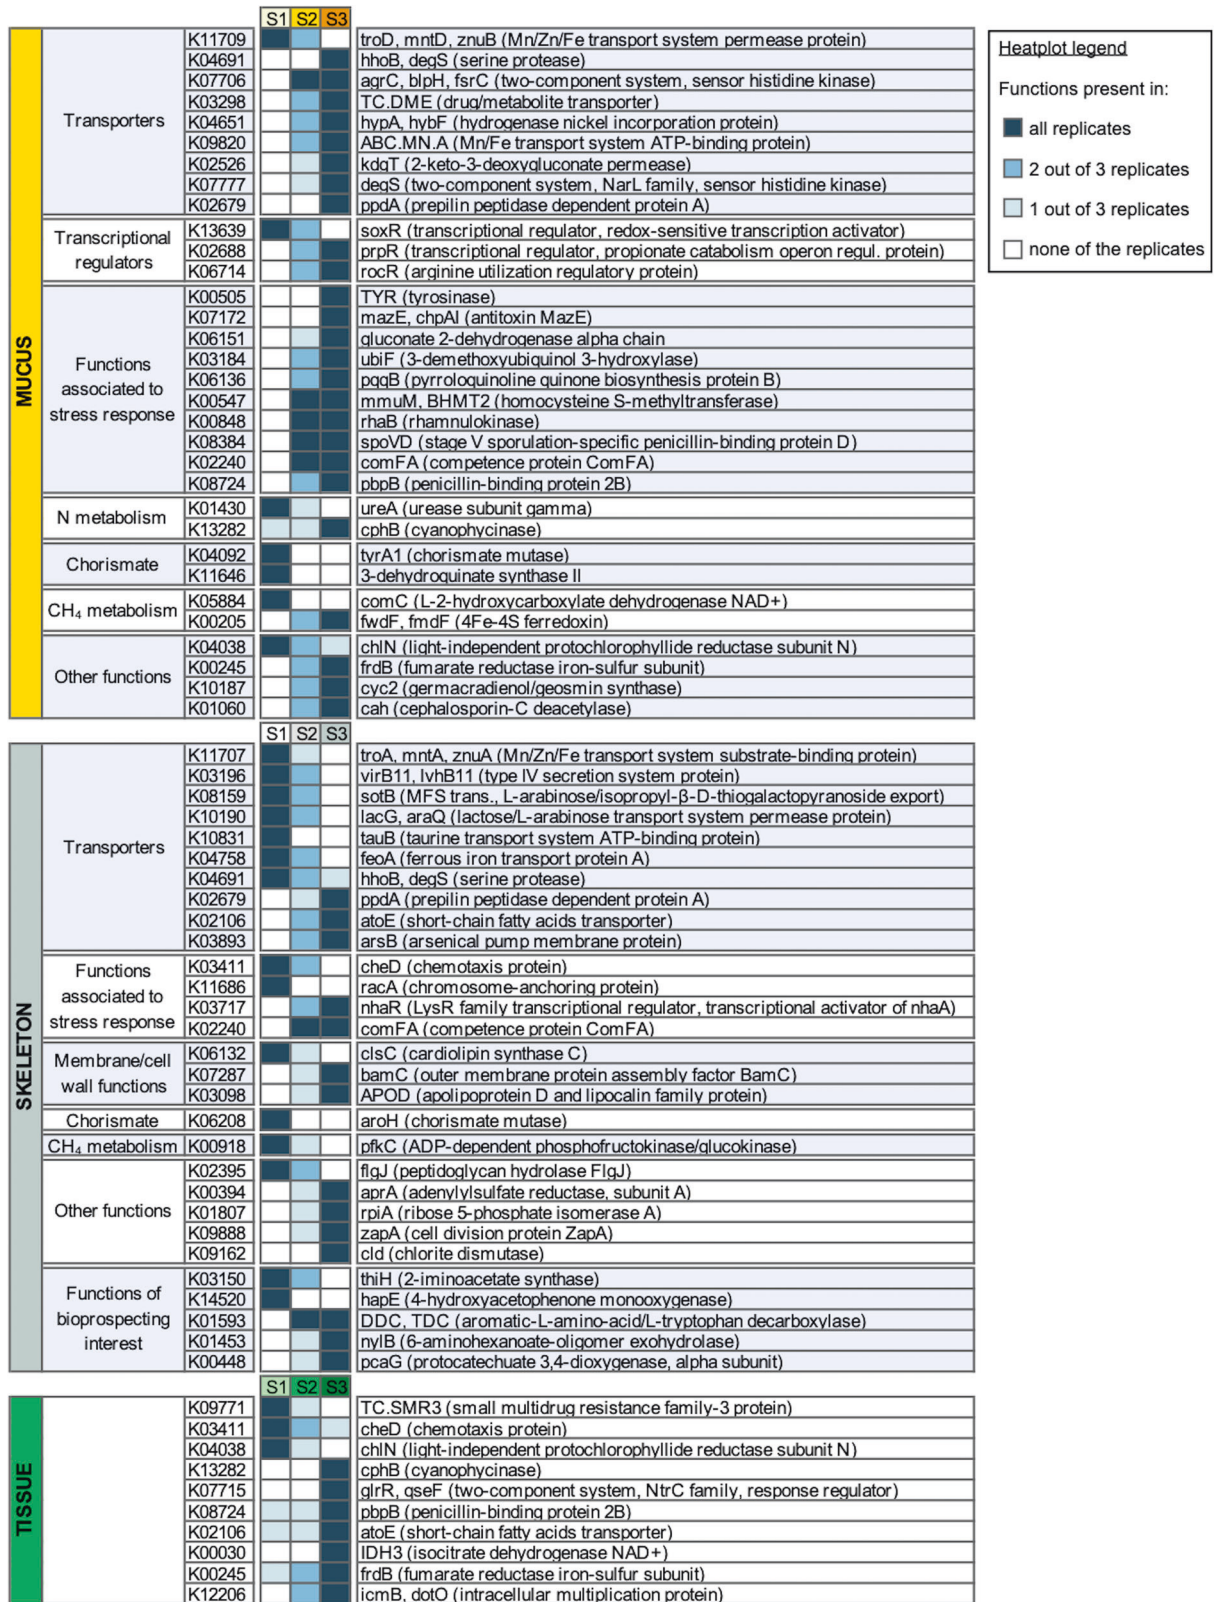 S1 S2 S3
Heatplot legend
Functions present in:
all replicates
2 out of 3 replicates
1 out of 3 replicates
none of the replicates
MUCUS
Transporters
K11709 troD, mntD, znuB (Mn/Zn/Fe transport system permease protein)
K04691 hhoB, degS (serine protease)
K07706 agrC, blpH, fsrC (two-component system, sensor histidine kinase)
K03298 TC.DME (drug/metabolite transporter)
K04651 hypA, hybF (hydrogenase nickel incorporation protein)
K09820 ABC.MN.A (Mn/Fe transport system ATP-binding protein)
K02526 kdgT (2-keto-3-deoxygluconate permease)
K07777 degS (two-component system, NarL family, sensor histidine kinase)
K02679 ppdA (prepilin peptidase dependent protein A)
Transcriptional
regulators
K13639 soxR (transcriptional regulator, redox-sensitive transcription activator)
K02688 prpR (transcriptional regulator, propionate catabolism operon regul. protein)
K06714 rocR (arginine utilization regulatory protein)
Functions
associated to
stress response
K00505 TYR (tyrosinase)
K07172 mazE, chpAI (antitoxin MazE)
K06151 gluconate 2-dehydrogenase alpha chain
K03184 ubiF (3-demethoxyubiquinol 3-hydroxylase)
K06136 pqqB (pyrroloquinoline quinone biosynthesis protein B)
K00547 mmuM, BHMT2 (homocysteine S-methyltransferase)
K00848 rhaB (rhamnulokinase)
K08384 spoVD (stage V sporulation-specific penicillin-binding protein D)
K02240 comFA (competence protein ComFA)
K08724 pbpB (penicillin-binding protein 2B)
N metabolism
K01430 ureA (urease subunit gamma)
K13282 cphB (cyanophycinase)
Chorismate
K04092 tyrA1 (chorismate mutase)
K11646 3-dehydroquinate synthase II
CH₄ metabolism
K05884 comC (L-2-hydroxycarboxylate dehydrogenase NAD+)
K00205 fwdF, fmdF (4Fe-4S ferredoxin)
Other functions
K04038 chlN (light-independent protochlorophyllide reductase subunit N)
K00245 frdB (fumarate reductase iron-sulfur subunit)
K10187 cyc2 (germacradienol/geosmin synthase)
K01060 cah (cephalosporin-C deacetylase)
S1 S2 S3
SKELETON
Transporters
K11707 troA, mntA, znuA (Mn/Zn/Fe transport system substrate-binding protein)
K03196 virB11, lvhB11 (type IV secretion system protein)
K08159 sotB (MFS trans., L-arabinose/isopropyl-β-D-thiogalactopyranoside export)
K10190 lacG, araQ (lactose/L-arabinose transport system permease protein)
K10831 tauB (taurine transport system ATP-binding protein)
K04758 feoA (ferrous iron transport protein A)
K04691 hhoB, degS (serine protease)
K02679 ppdA (prepilin peptidase dependent protein A)
K02106 atoE (short-chain fatty acids transporter)
K03893 arsB (arsenical pump membrane protein)
Functions
associated to
stress response
K03411 cheD (chemotaxis protein)
K11686 racA (chromosome-anchoring protein)
K03717 nhaR (LysR family transcriptional regulator, transcriptional activator of nhaA)
K02240 comFA (competence protein ComFA)
Membrane/cell
wall functions
K06132 clsC (cardiolipin synthase C)
K07287 bamC (outer membrane protein assembly factor BamC)
K03098 APOD (apolipoprotein D and lipocalin family protein)
Chorismate K06208 aroH (chorismate mutase)
CH₄ metabolism K00918 pfkC (ADP-dependent phosphofructokinase/glucokinase)
Other functions
K02395 flgJ (peptidoglycan hydrolase FlgJ)
K00394 aprA (adenylylsulfate reductase, subunit A)
K01807 rpiA (ribose 5-phosphate isomerase A)
K09888 zapA (cell division protein ZapA)
K09162 cld (chlorite dismutase)
Functions of
bioprospecting
interest
K03150 thiH (2-iminoacetate synthase)
K14520 hapE (4-hydroxyacetophenone monooxygenase)
K01593 DDC, TDC (aromatic-L-amino-acid/L-tryptophan decarboxylase)
K01453 nylB (6-aminohexanoate-oligomer exohydrolase)
K00448 pcaG (protocatechuate 3,4-dioxygenase, alpha subunit)
S1 S2 S3
TISSUE
K09771 TC.SMR3 (small multidrug resistance family-3 protein)
K03411 cheD (chemotaxis protein)
K04038 chlN (light-independent protochlorophyllide reductase subunit N)
K13282 cphB (cyanophycinase)
K07715 glrR, qseF (two-component system, NtrC family, response regulator)
K08724 pbpB (penicillin-binding protein 2B)
K02106 atoE (short-chain fatty acids transporter)
K00030 IDH3 (isocitrate dehydrogenase NAD+)
K00245 frdB (fumarate reductase iron-sulfur subunit)
K12206 icmB, dotO (intracellular multiplication protein)